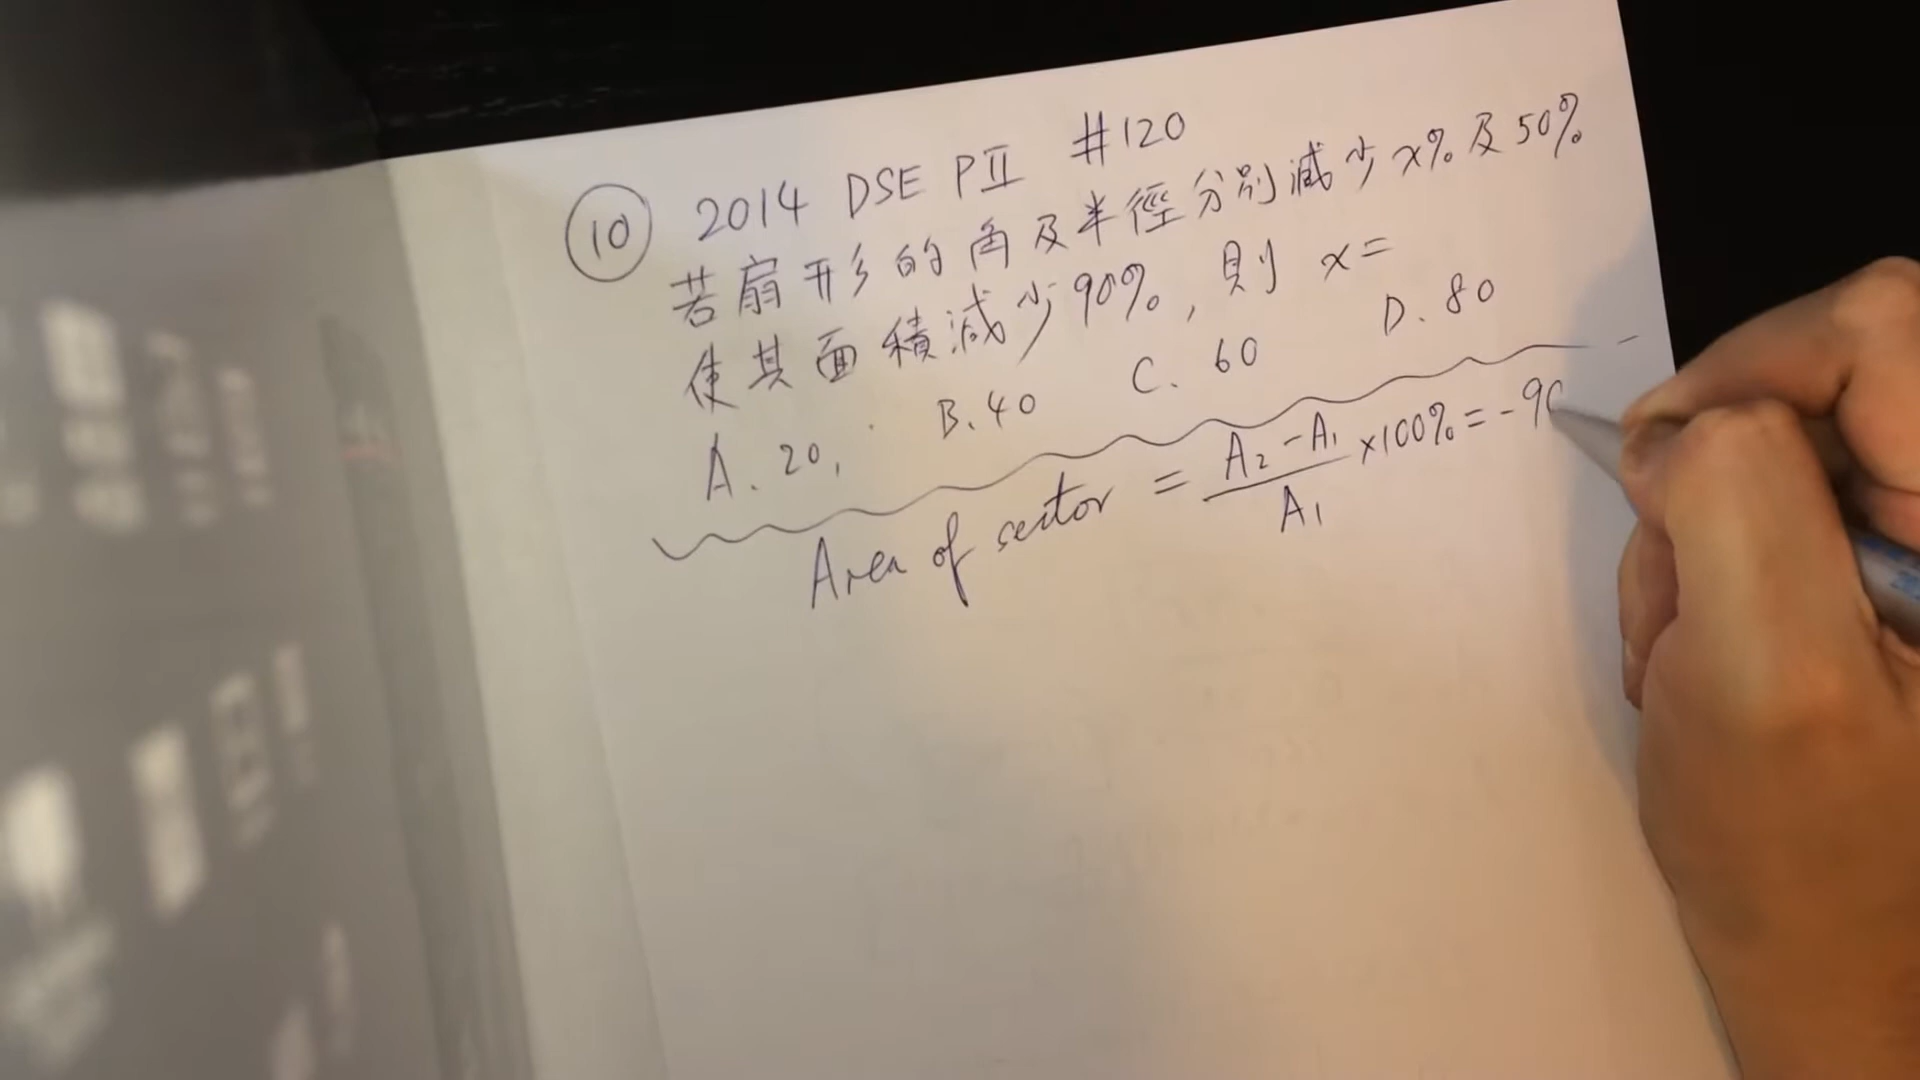 ⑩ 2014 DSE PⅡ #120
若扇形的角及半徑分別減少x%及50%
使其面積減少90%, 則 x=
A. 20, B. 40 C. 60 D. 80
Area of sector = (A₂ - A₁)/A₁ ×100% = -90